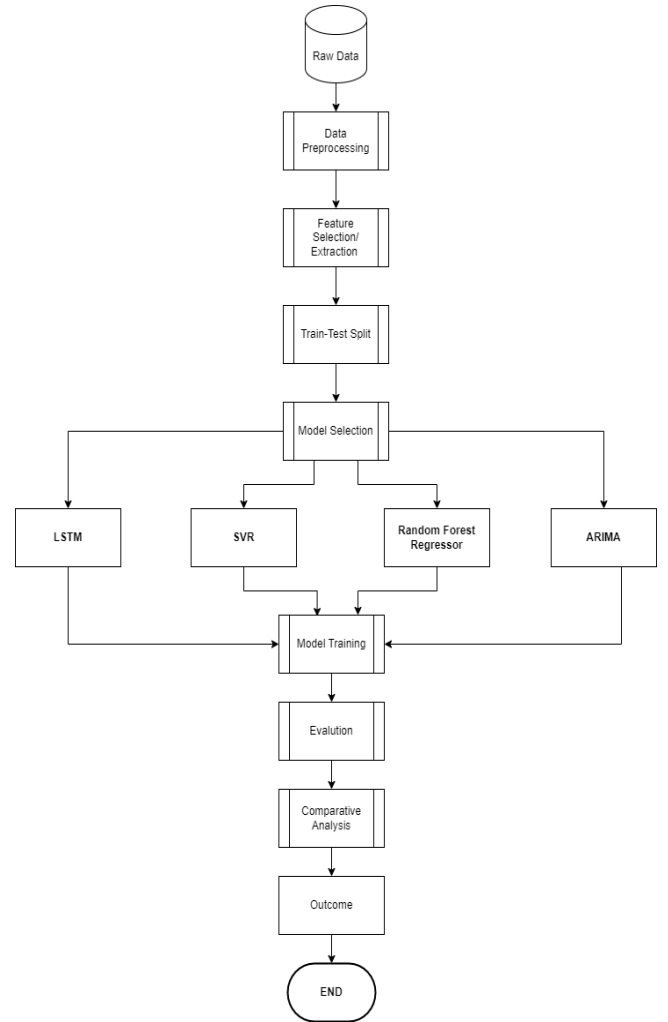 Raw Data
Data
Preprocessing
Feature
Selection/
Extraction
Train-Test Split
Model Selection
LSTM
SVR
Random Forest
Regressor
ARIMA
Model Training
Evalution
Comparative
Analysis
Outcome
END